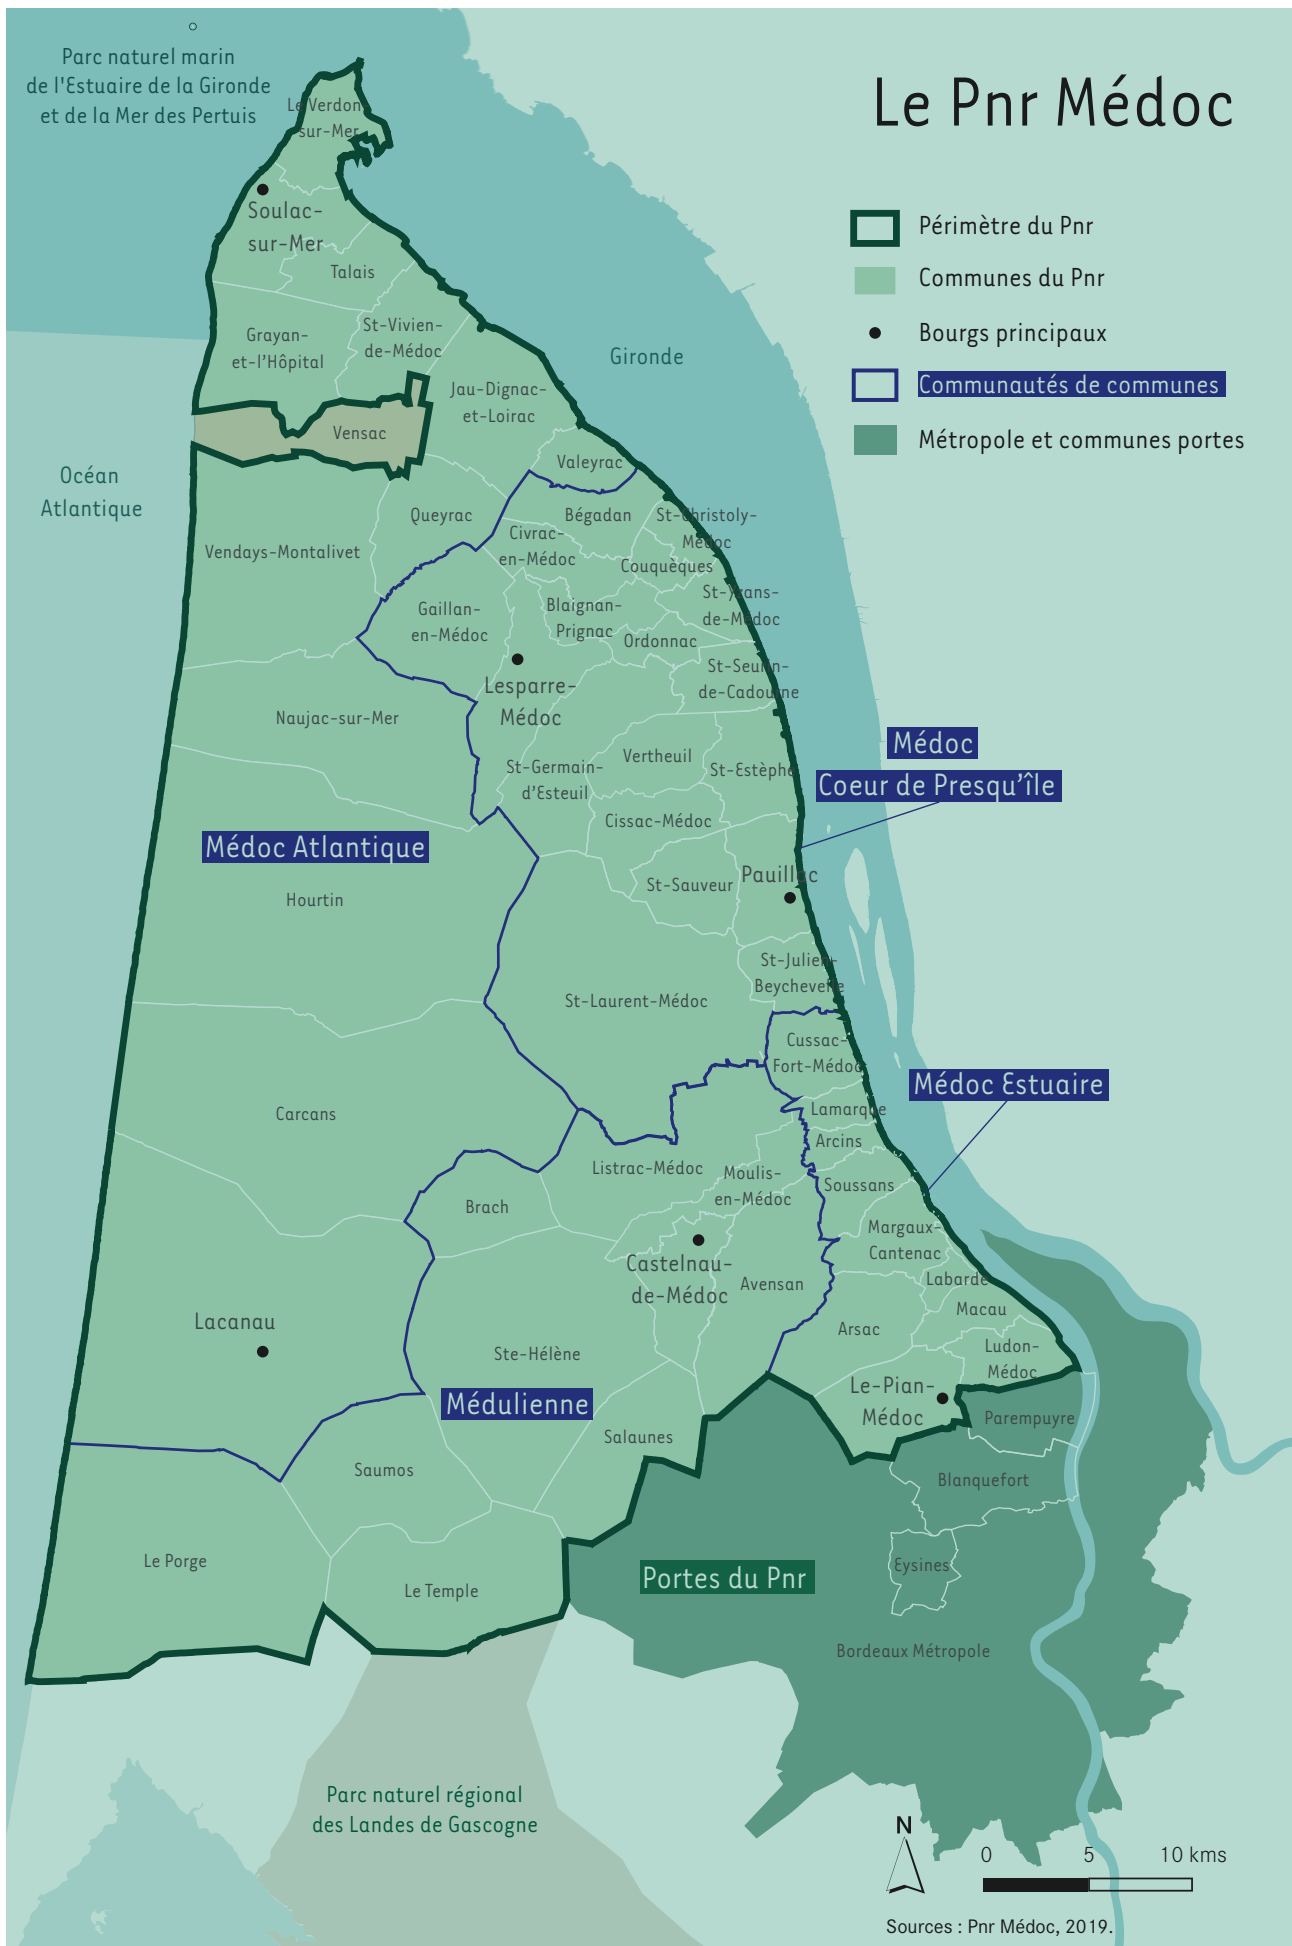 Parc naturel marin
de l'Estuaire de la Gironde
et de la Mer des Pertuis
Le Pnr Médoc
Périmètre du Pnr
Communes du Pnr
Bourgs principaux
Communautés de communes
Métropole et communes portes
Le Verdon
sur-Mer
Soulac-
sur-Mer
Talais
Grayan-
et-l'Hôpital
St-Vivien-
de-Médoc
Gironde
Jau-Dignac-
et-Loirac
Vensac
Océan
Atlantique
Valeyrac
Queyrac
Bégadan
St-Christoly-
Médoc
Civrac-
en-Médoc
Vendays-Montalivet
Couquèques
St-Yzans-
de-Médoc
Gaillan-
en-Médoc
Blaignan-
Prignac
Ordonnac
St-Seurin-
de-Cadourne
Lesparre-
Médoc
Naujac-sur-Mer
Vertheuil
St-Estèphe
St-Germain-
d'Esteuil
Médoc
Coeur de Presqu'île
Cissac-Médoc
Médoc Atlantique
Hourtin
St-Sauveur
Pauillac
St-Julien-
Beychevelle
St-Laurent-Médoc
Cussac-
Fort-Médoc
Médoc Estuaire
Carcans
Lamarque
Arcins
Listrac-Médoc
Moulis-
en-Médoc
Soussans
Brach
Margaux-
Cantenac
Castelnau-
de-Médoc
Avensan
Labarde
Macau
Lacanau
Arsac
Ludon-
Médoc
Ste-Hélène
Médulienne
Le-Pian-
Médoc
Parempuyre
Salaunes
Saumos
Blanquefort
Le Porge
Le Temple
Portes du Pnr
Eysines
Bordeaux Métropole
Parc naturel régional
des Landes de Gascogne
N
0 5 10 kms
Sources : Pnr Médoc, 2019.